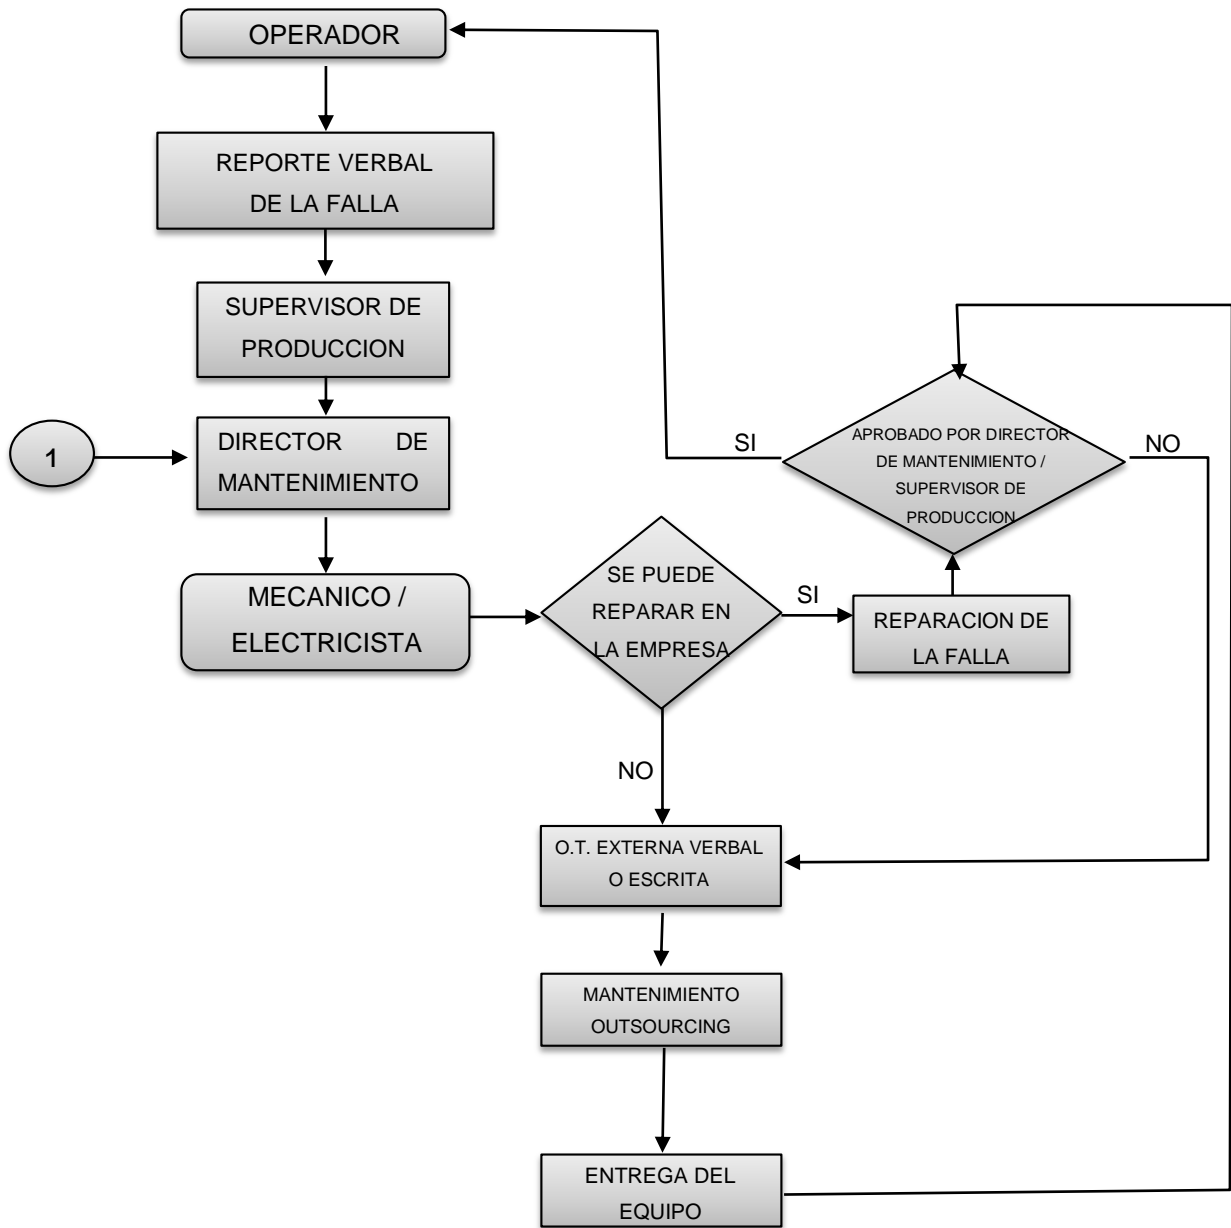 OPERADOR
REPORTE VERBAL
DE LA FALLA
SUPERVISOR DE
PRODUCCION
1
DIRECTOR DE
MANTENIMIENTO
MECANICO /
ELECTRICISTA
SE PUEDE
REPARAR EN
LA EMPRESA
SI
NO
REPARACION DE
LA FALLA
APROBADO POR DIRECTOR
DE MANTENIMIENTO /
SUPERVISOR DE
PRODUCCION
SI
NO
O.T. EXTERNA VERBAL
O ESCRITA
MANTENIMIENTO
OUTSOURCING
ENTREGA DEL
EQUIPO